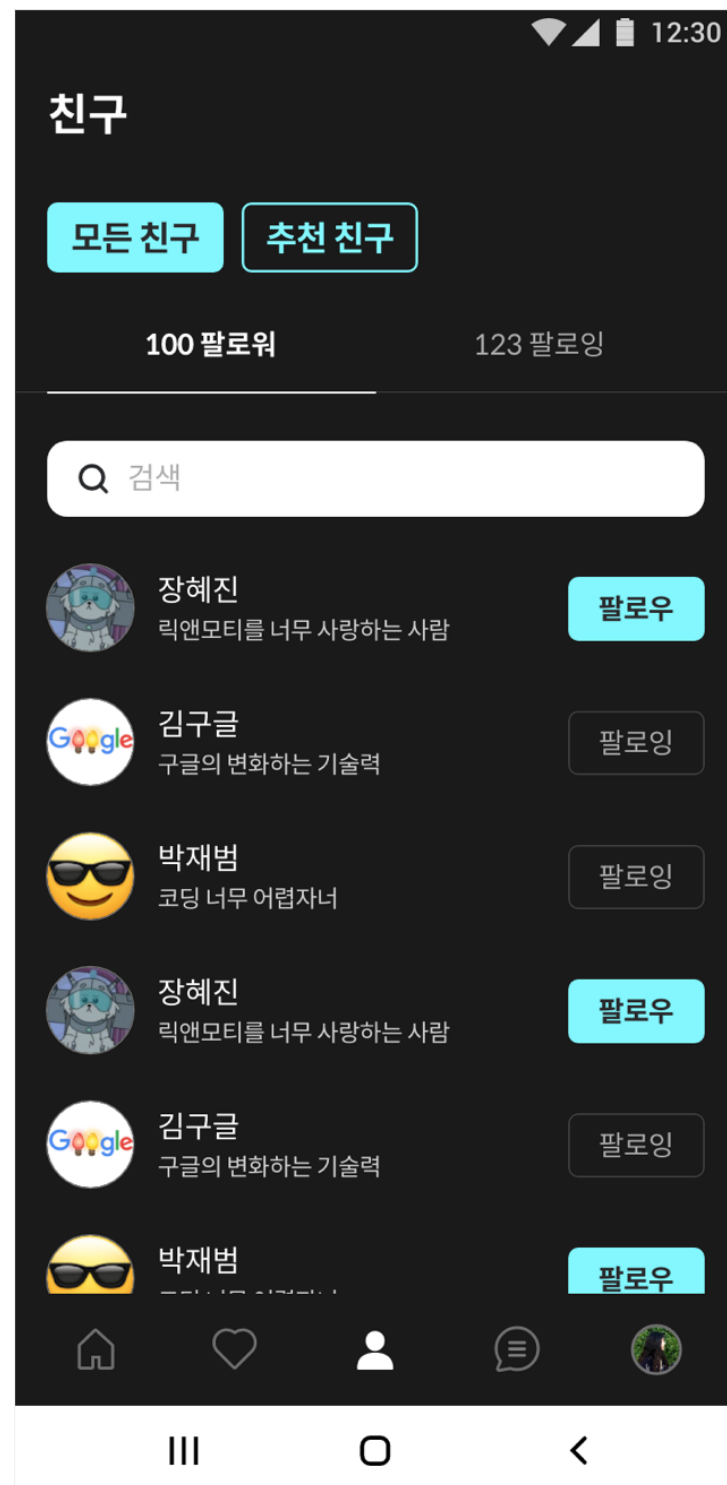 12:30
친구
모든 친구 추천 친구
100 팔로워 123 팔로잉
검색
장혜진
릭앤모티를 너무 사랑하는 사람
팔로우
Google
김구글
구글의 변화하는 기술력
팔로잉
박재범
코딩 너무 어렵자너
팔로잉
장혜진
릭앤모티를 너무 사랑하는 사람
팔로우
Google
김구글
구글의 변화하는 기술력
팔로잉
박재범
팔로우